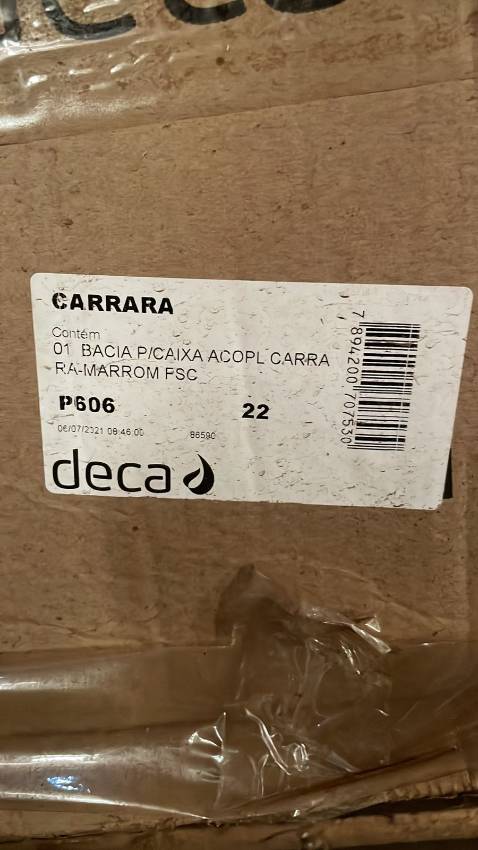 deca
CARRARA
Contém
01 BACIA P/CAIXA ACOPL CARRA
RA-MARROM FSC
P606 22
06/07/2021 08:46:00 86590
deca
7 894200 707530